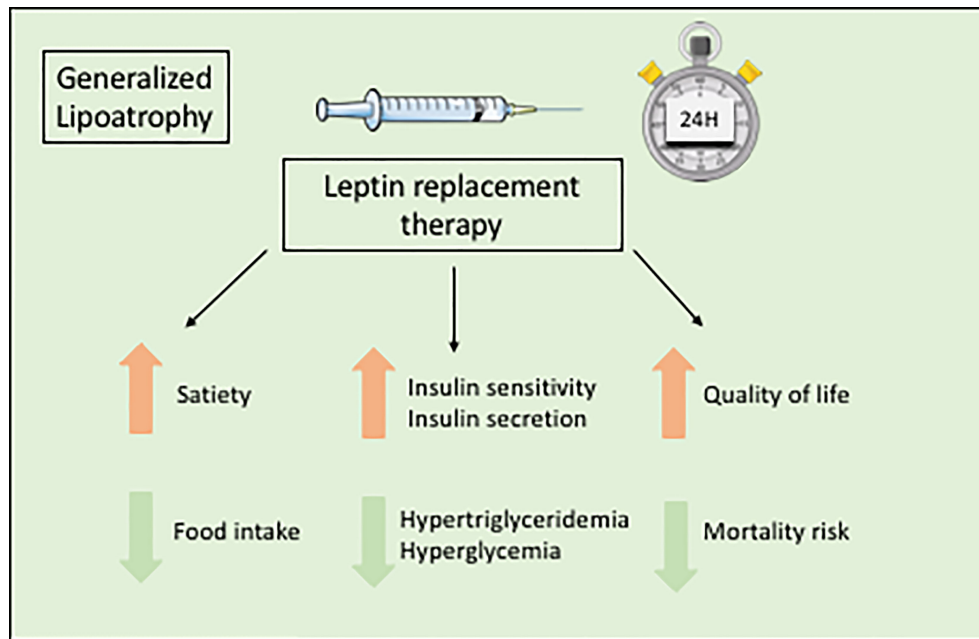 Generalized
Lipoatrophy
24H
Leptin replacement
therapy
Satiety
Insulin sensitivity
Insulin secretion
Quality of life
Food intake
Hypertriglyceridemia
Hyperglycemia
Mortality risk